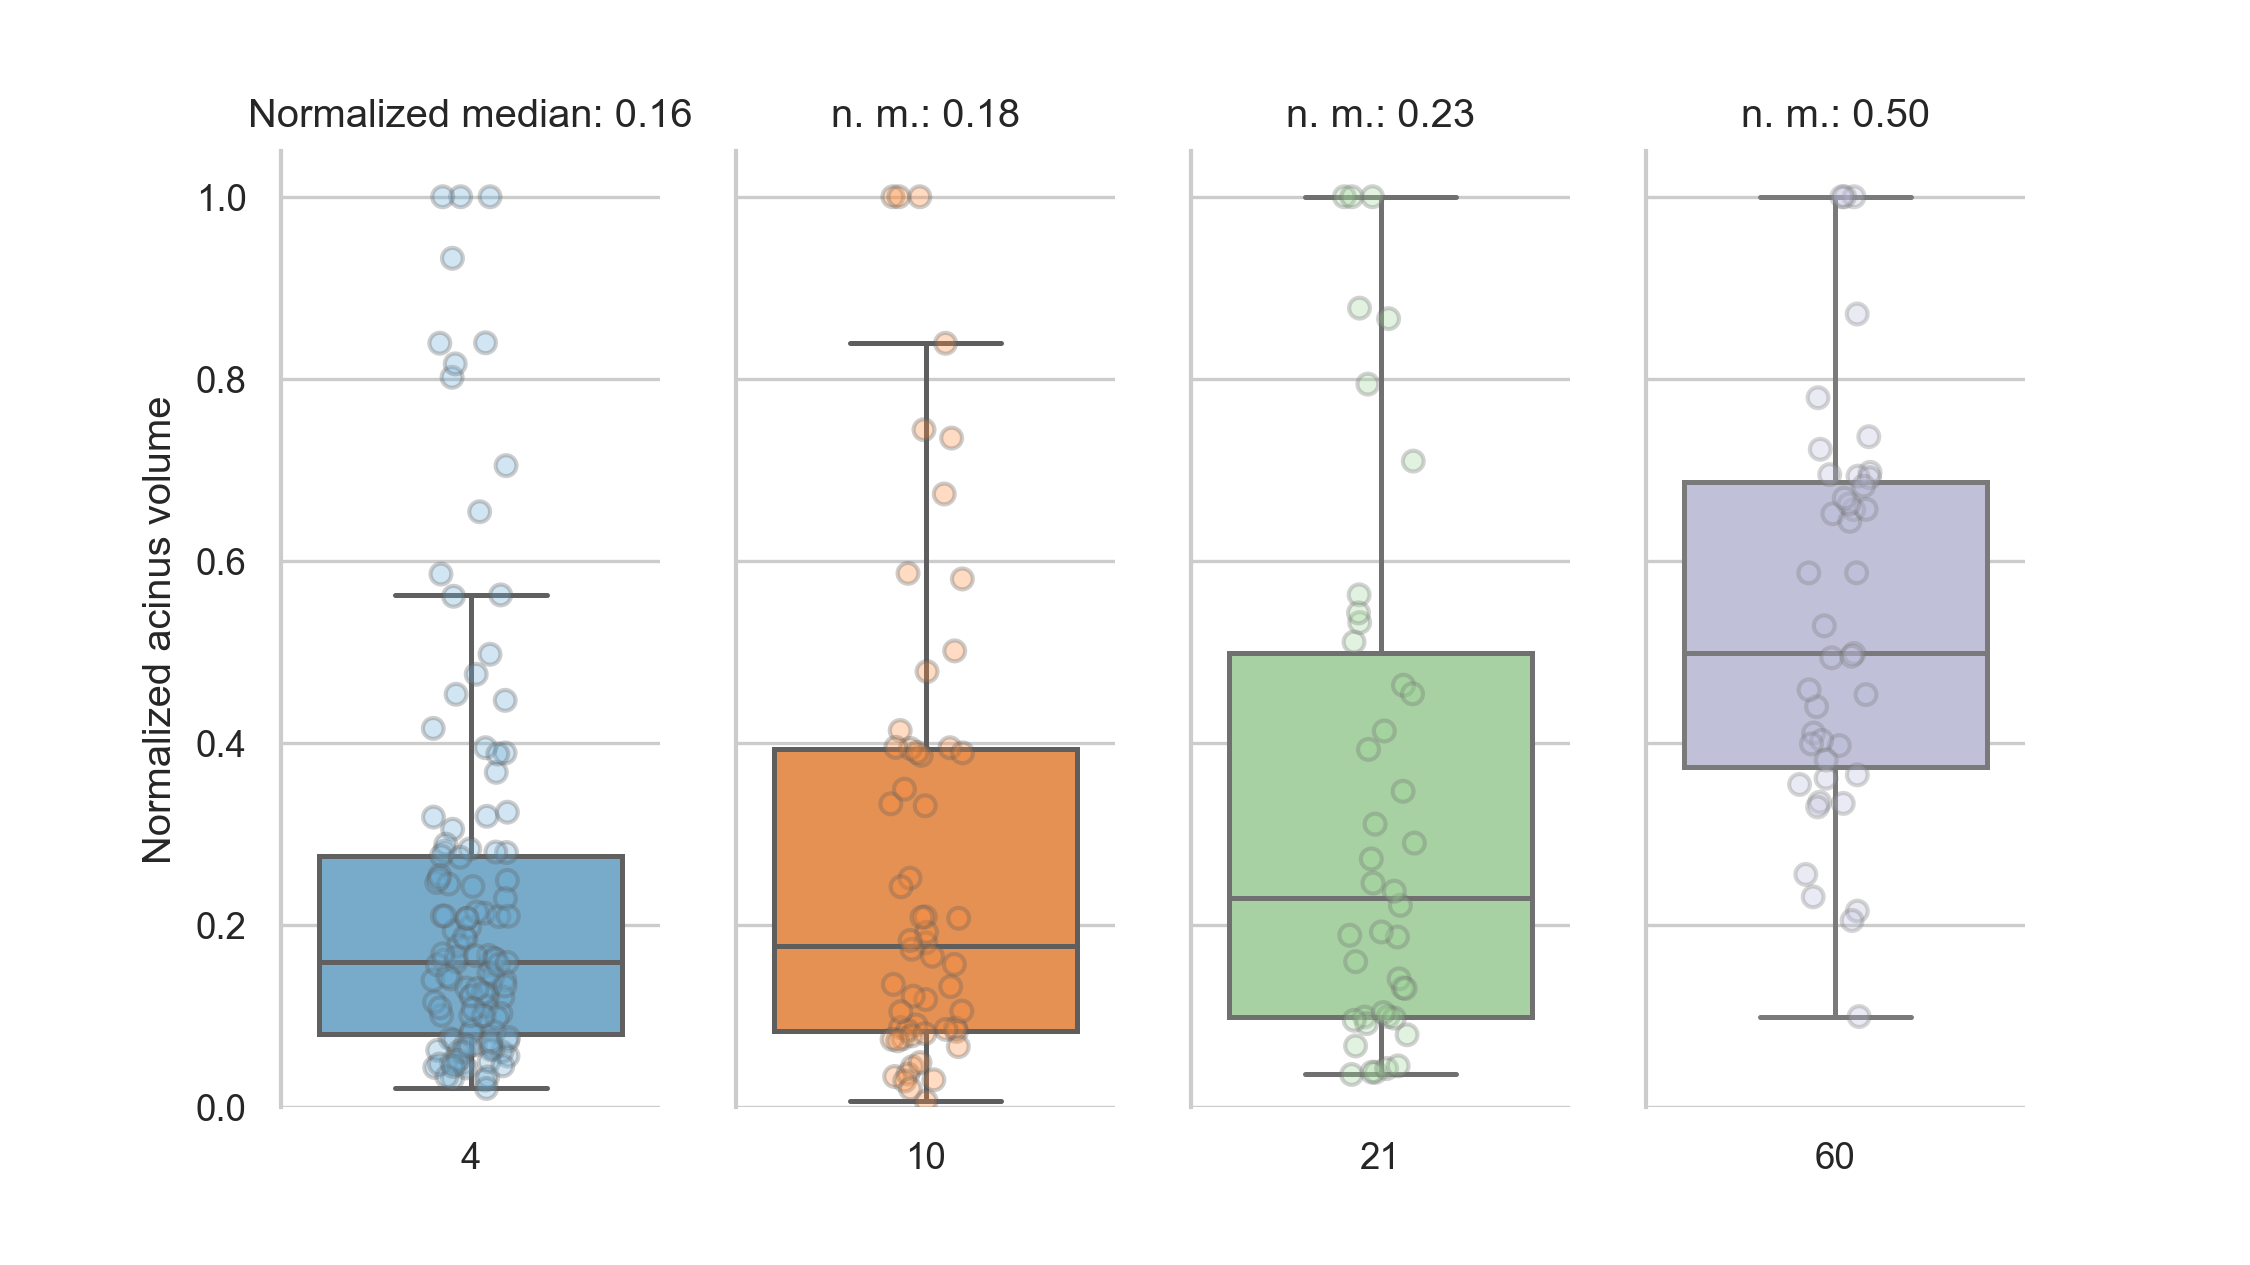 Normalized median: 0.16
n. m.: 0.18
n. m.: 0.23
n. m.: 0.50
Normalized acinus volume
1.0
0.8
0.6
0.4
0.2
0.0
4
10
21
60